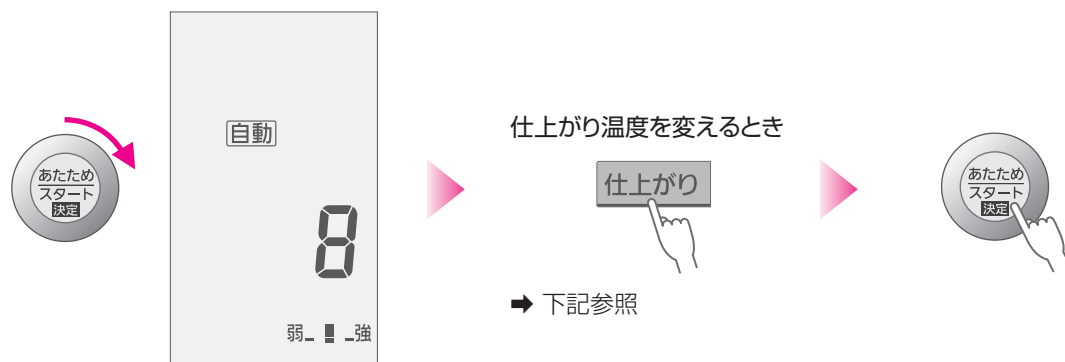 あたため
スタート
決定
自動
8
弱 強
仕上がり温度を変えるとき
仕上がり
➡ 下記参照
あたため
スタート
決定